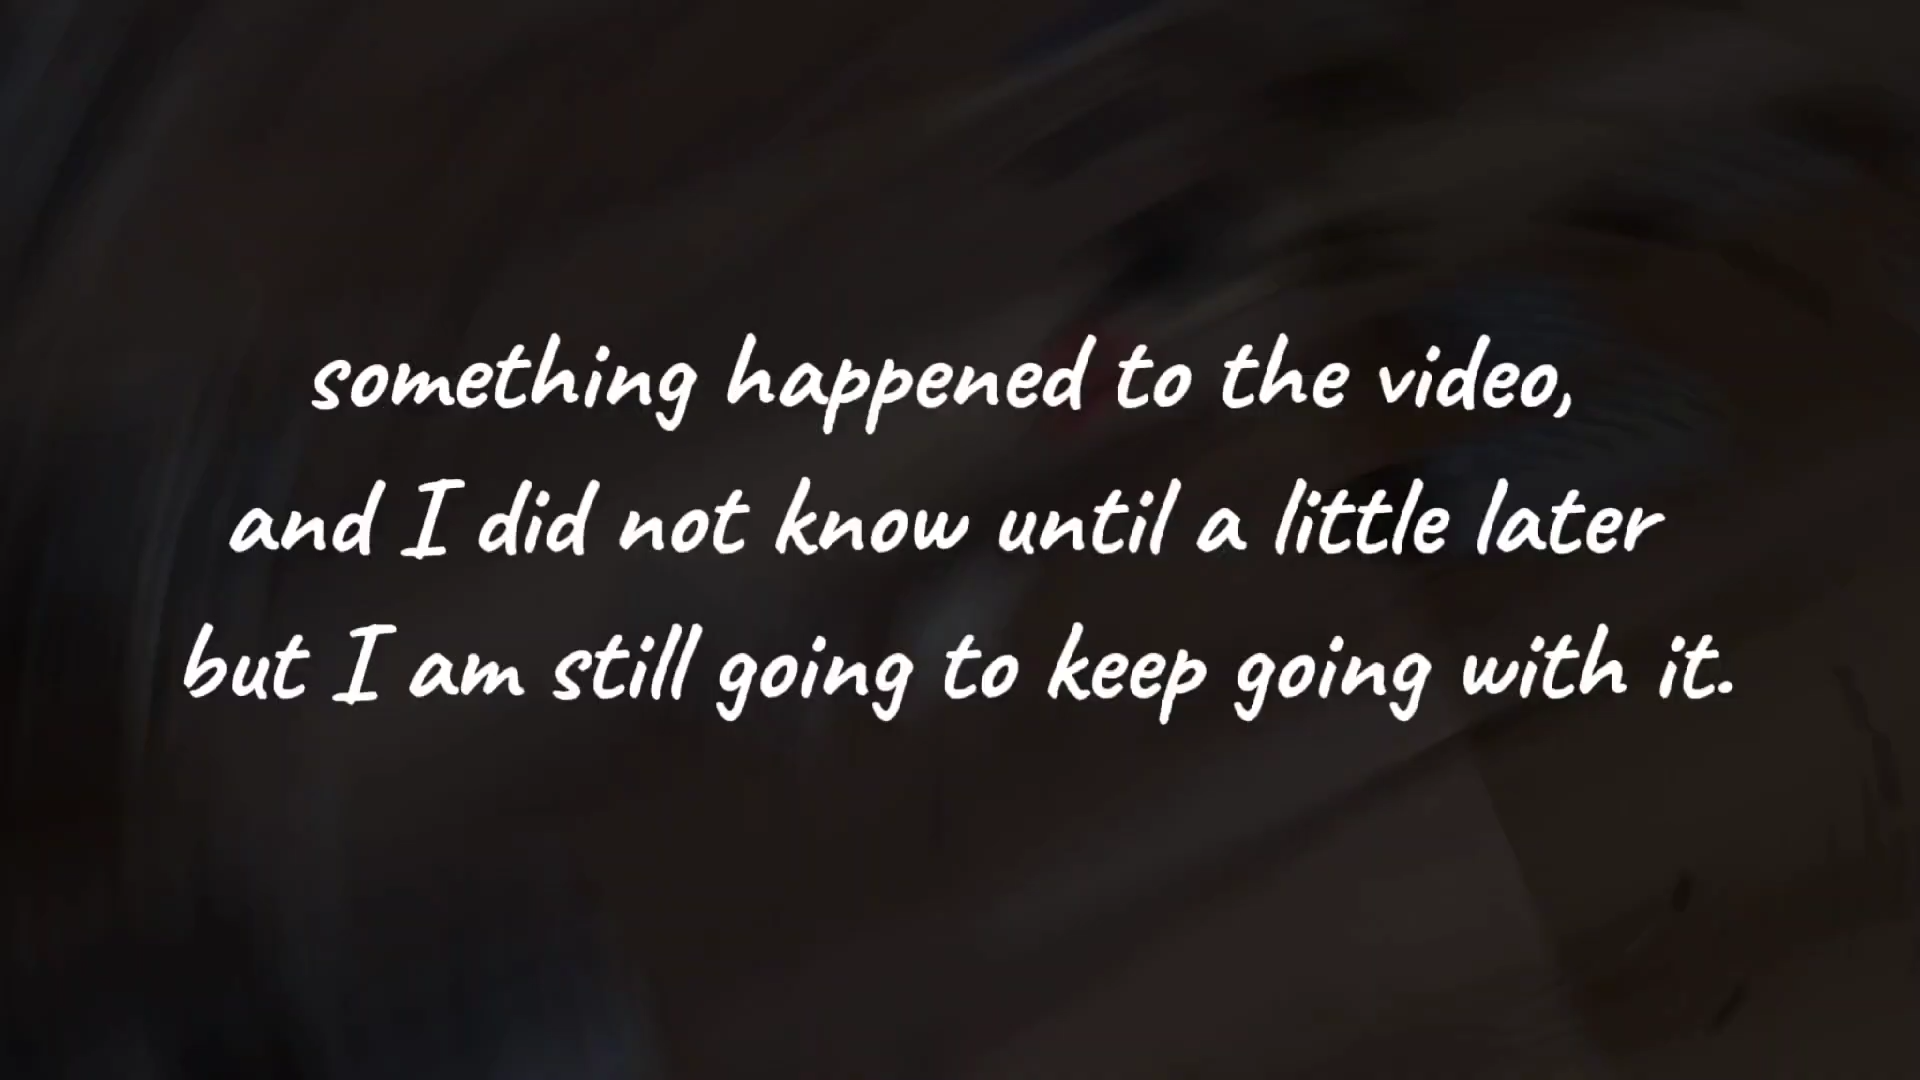 something happened to the video,
and I did not know until a little later
but I am still going to keep going with it.